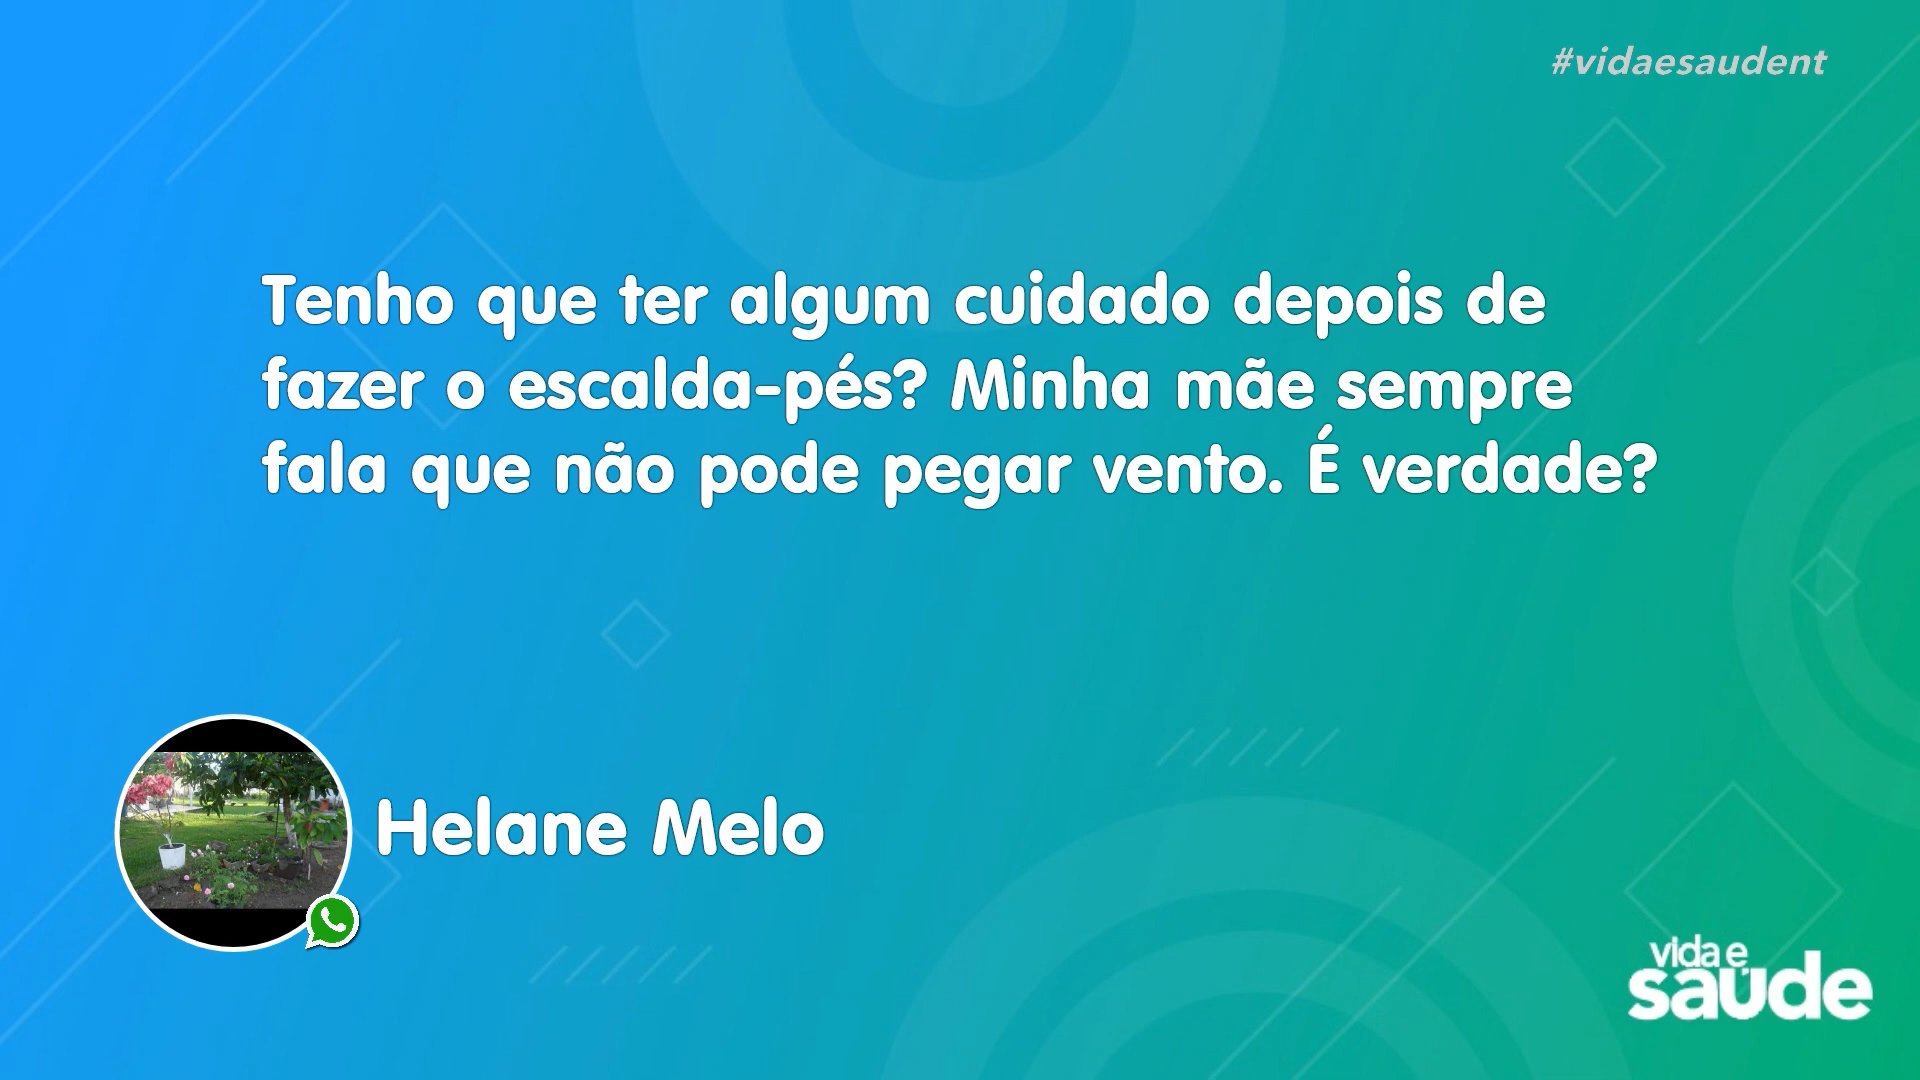 #vidaesaudent
Tenho que ter algum cuidado depois de
fazer o escalda-pés? Minha mãe sempre
fala que não pode pegar vento. É verdade?
Helane Melo
vida e
saúde